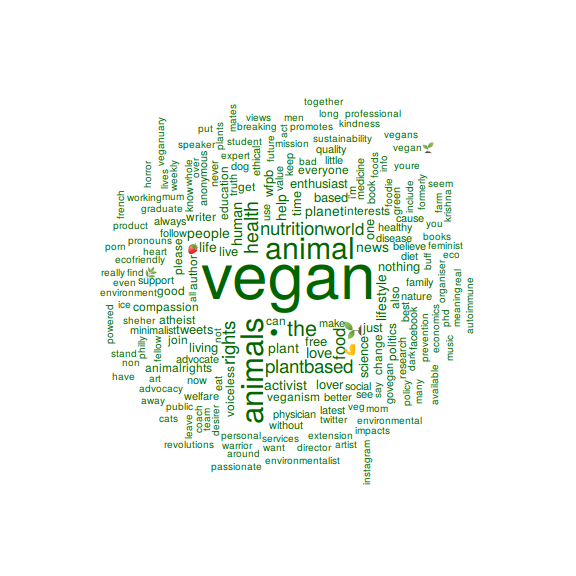 together
long professional
kindness
mates
views men
put
breaking act promotes
veganuary
plants
speaker student
future
mission
sustainability
vegans
vegan
quality
expert
ethical
keep
bad little
info
youre
horror
lives
weekly
whole
know
over
anonymous
never
truth
dog
wfpb
value
everyone
medicine
foods
french
working mum
education
get
use
help
time
enthusiast
based
I'm
book
foodie
green
include
formerly
seem
farm
krishna
graduate
always writer
human
health
planet interests
cause
you
product
follow people
nutrition world
healthy
disease
books
pronouns
please
life live
animal
news believe feminist
porn heart
ecofriendly
all author
vegan
nothing
diet
buff
eco
really find
even support
environment good
lifestyle
also
family
nature
organiser
meaning
real
autoimmune
powered
ice compassion
sheher atheist
minimalist tweets
rights
not
animals
• the
can make
food
just
change
politics
best
facebook
economics
phd
stand
non
philly
fellow
join living
advocate
plant free
love
science
research
dark
prevention
music
have
animalrights
art now
eat
voiceless
plantbased
activist lover social
say
govegan
policy
many
available
advocacy
away
welfare
veganism better
see
public
cats
leave
coach
team
desirer
physician latest
veg mom
without twitter
environmental
impacts
revolutions
personal services extension
warrior want director artist
around
passionate environmentalist
instagram